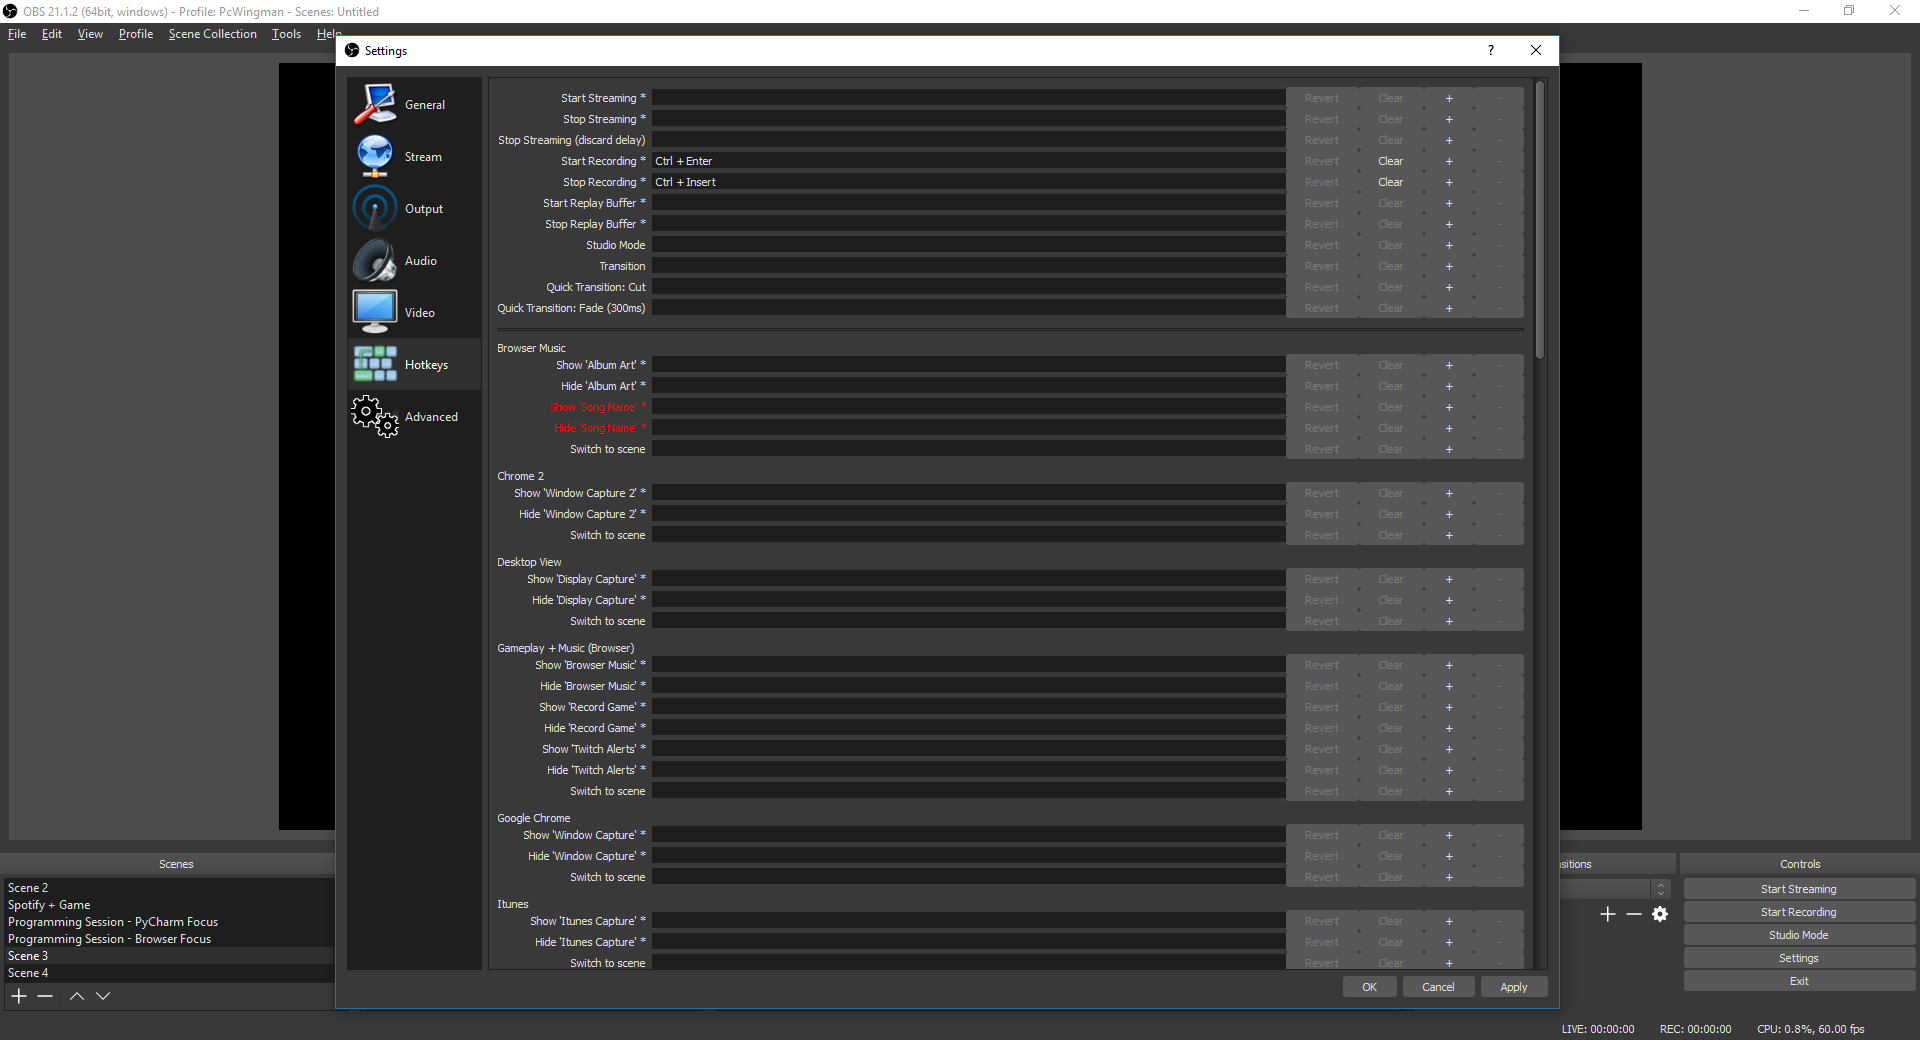 OBS 21.1.2 (64bit, windows) - Profile: PcWingman - Scenes: Untitled
File Edit View Profile Scene Collection Tools Help
Settings
?
General
Stream
Output
Audio
Video
Hotkeys
Advanced
Start Streaming * Revert Clear + -
Stop Streaming * Revert Clear + -
Stop Streaming (discard delay) Revert Clear + -
Start Recording * Ctrl + Enter Revert Clear + -
Stop Recording * Ctrl + Insert Revert Clear + -
Start Replay Buffer * Revert Clear + -
Stop Replay Buffer * Revert Clear + -
Studio Mode Revert Clear + -
Transition Revert Clear + -
Quick Transition: Cut Revert Clear + -
Quick Transition: Fade (300ms) Revert Clear + -
Browser Music
Show 'Album Art' * Revert Clear + -
Hide 'Album Art' * Revert Clear + -
Show 'Song Name' * Revert Clear + -
Hide 'Song Name' * Revert Clear + -
Switch to scene Revert Clear + -
Chrome 2
Show 'Window Capture 2' * Revert Clear + -
Hide 'Window Capture 2' * Revert Clear + -
Switch to scene Revert Clear + -
Desktop View
Show 'Display Capture' * Revert Clear + -
Hide 'Display Capture' * Revert Clear + -
Switch to scene Revert Clear + -
Gameplay + Music (Browser)
Show 'Browser Music' * Revert Clear + -
Hide 'Browser Music' * Revert Clear + -
Show 'Record Game' * Revert Clear + -
Hide 'Record Game' * Revert Clear + -
Show 'Twitch Alerts' * Revert Clear + -
Hide 'Twitch Alerts' * Revert Clear + -
Switch to scene Revert Clear + -
Google Chrome
Show 'Window Capture' * Revert Clear + -
Hide 'Window Capture' * Revert Clear + -
Switch to scene Revert Clear + -
Itunes
Show 'Itunes Capture' * Revert Clear + -
Hide 'Itunes Capture' * Revert Clear + -
Switch to scene Revert Clear + -
OK Cancel Apply
Scenes
Scene 2
Spotify + Game
Programming Session - PyCharm Focus
Programming Session - Browser Focus
Scene 3
Scene 4
sitions
Controls
Start Streaming
Start Recording
Studio Mode
Settings
Exit
LIVE: 00:00:00 REC: 00:00:00 CPU: 0.8%, 60.00 fps